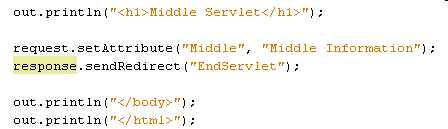 out.println("<h1>Middle Servlet</h1>");
request.setAttribute("Middle", "Middle Information");
response.sendRedirect("EndServlet");
out.println("</body>");
out.println("</html>");